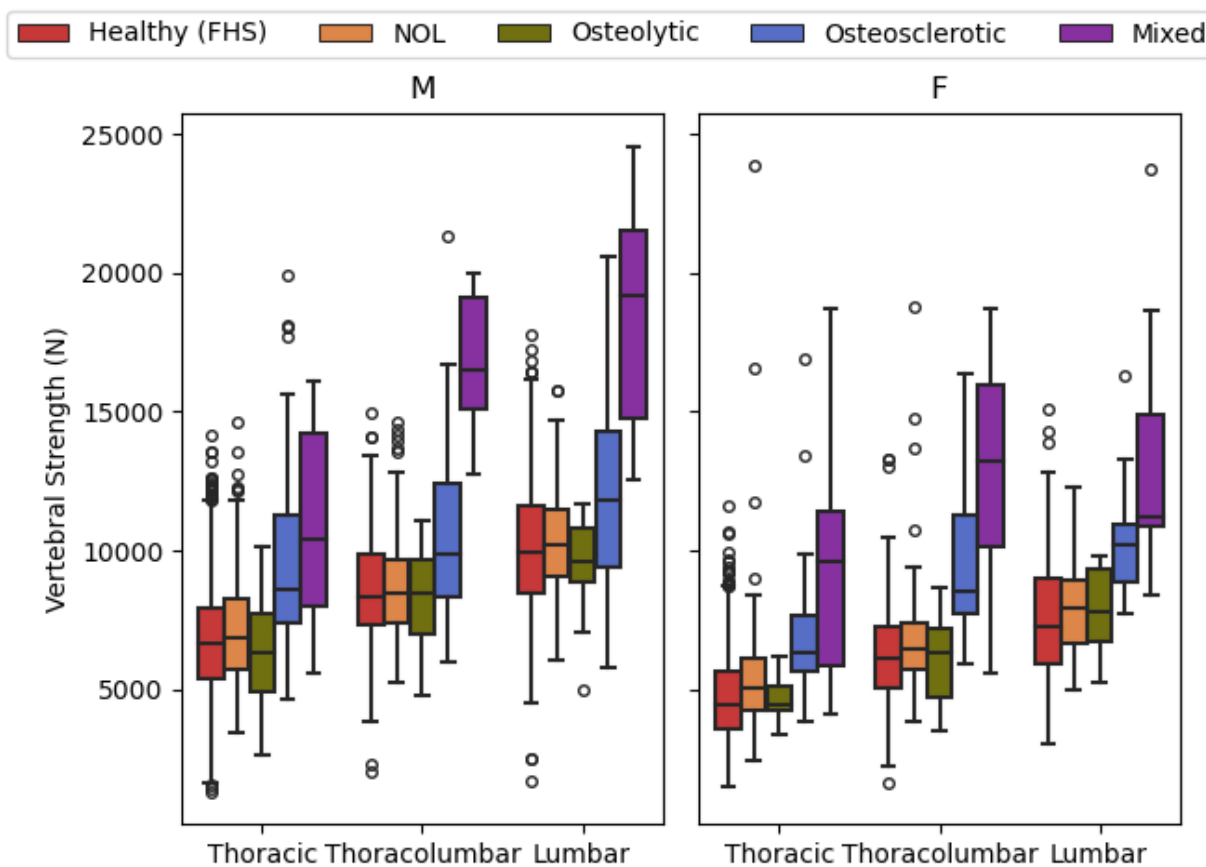 Healthy (FHS) NOL Osteolytic Osteosclerotic Mixed
M F
25000
20000
15000
10000
5000
Vertebral Strength (N)
Thoracic Thoracolumbar Lumbar Thoracic Thoracolumbar Lumbar